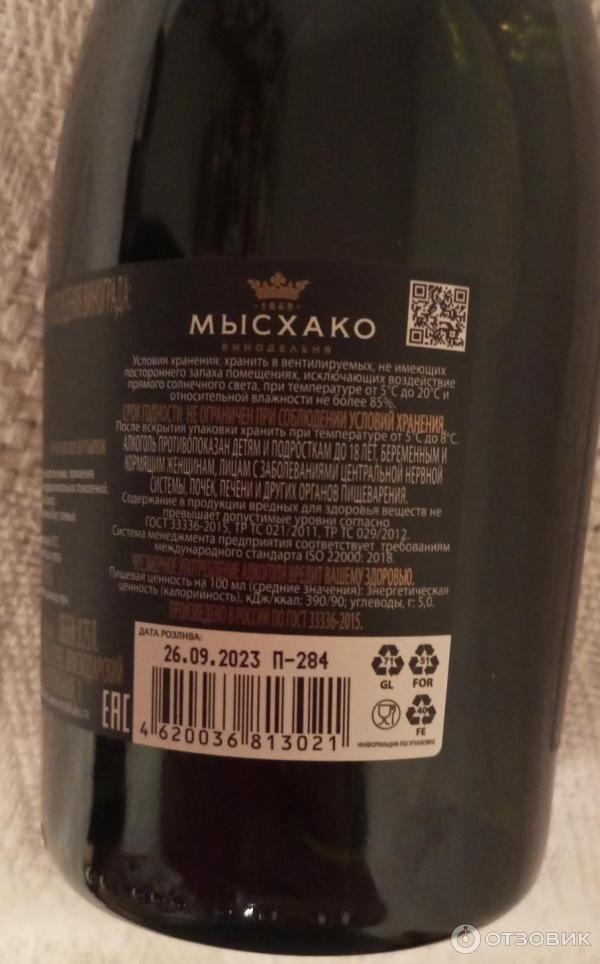 ВИНОГРАДА:
1869
МЫСХАКО
ВИНОДЕЛЬНЯ
Условия хранения: хранить в вентилируемых, не имеющих
постороннего запаха помещениях, исключающих воздействие
прямого солнечного света, при температуре от 5°С до 20°С и
относительной влажности не более 85%.
СРОК ГОДНОСТИ НЕ ОГРАНИЧЕН ПРИ СОБЛЮДЕНИИ УСЛОВИЙ ХРАНЕНИЯ.
После вскрытия упаковки хранить при температуре от 5°С до 8°С.
АЛКОГОЛЬ ПРОТИВОПОКАЗАН ДЕТЯМ И ПОДРОСТКАМ ДО 18 ЛЕТ, БЕРЕМЕННЫМ И
КОРМЯЩИМ ЖЕНЩИНАМ, ЛИЦАМ С ЗАБОЛЕВАНИЯМИ ЦЕНТРАЛЬНОЙ НЕРВНОЙ
СИСТЕМЫ, ПОЧЕК, ПЕЧЕНИ И ДРУГИХ ОРГАНОВ ПИЩЕВАРЕНИЯ.
Содержание в продукции вредных для здоровья веществ не
превышает допустимые уровни согласно
ГОСТ 33336-2015, ТР ТС 021/2011, ТР ТС 029/2012.
Система менеджмента предприятия соответствует требованиям
международного стандарта ISO 22000: 2018.
ЧРЕЗМЕРНОЕ УПОТРЕБЛЕНИЕ АЛКОГОЛЯ ВРЕДИТ ВАШЕМУ ЗДОРОВЬЮ.
Пищевая ценность на 100 мл (средние значения): энергетическая
ценность (калорийность), кДж/ккал: 390/90; углеводы, г: 5,0.
ПРОИЗВЕДЕНО В РОССИИ ПО ГОСТ 33336-2015.
КРАСНОДАРСКИЙ
EAC
ДАТА РОЗЛИВА:
26.09.2023 П-284
4 620036 813021
71
GL
51
FOR
40
FE
ИНФОРМАЦИЯ ПО УПАКОВКЕ
ОТЗОВИК